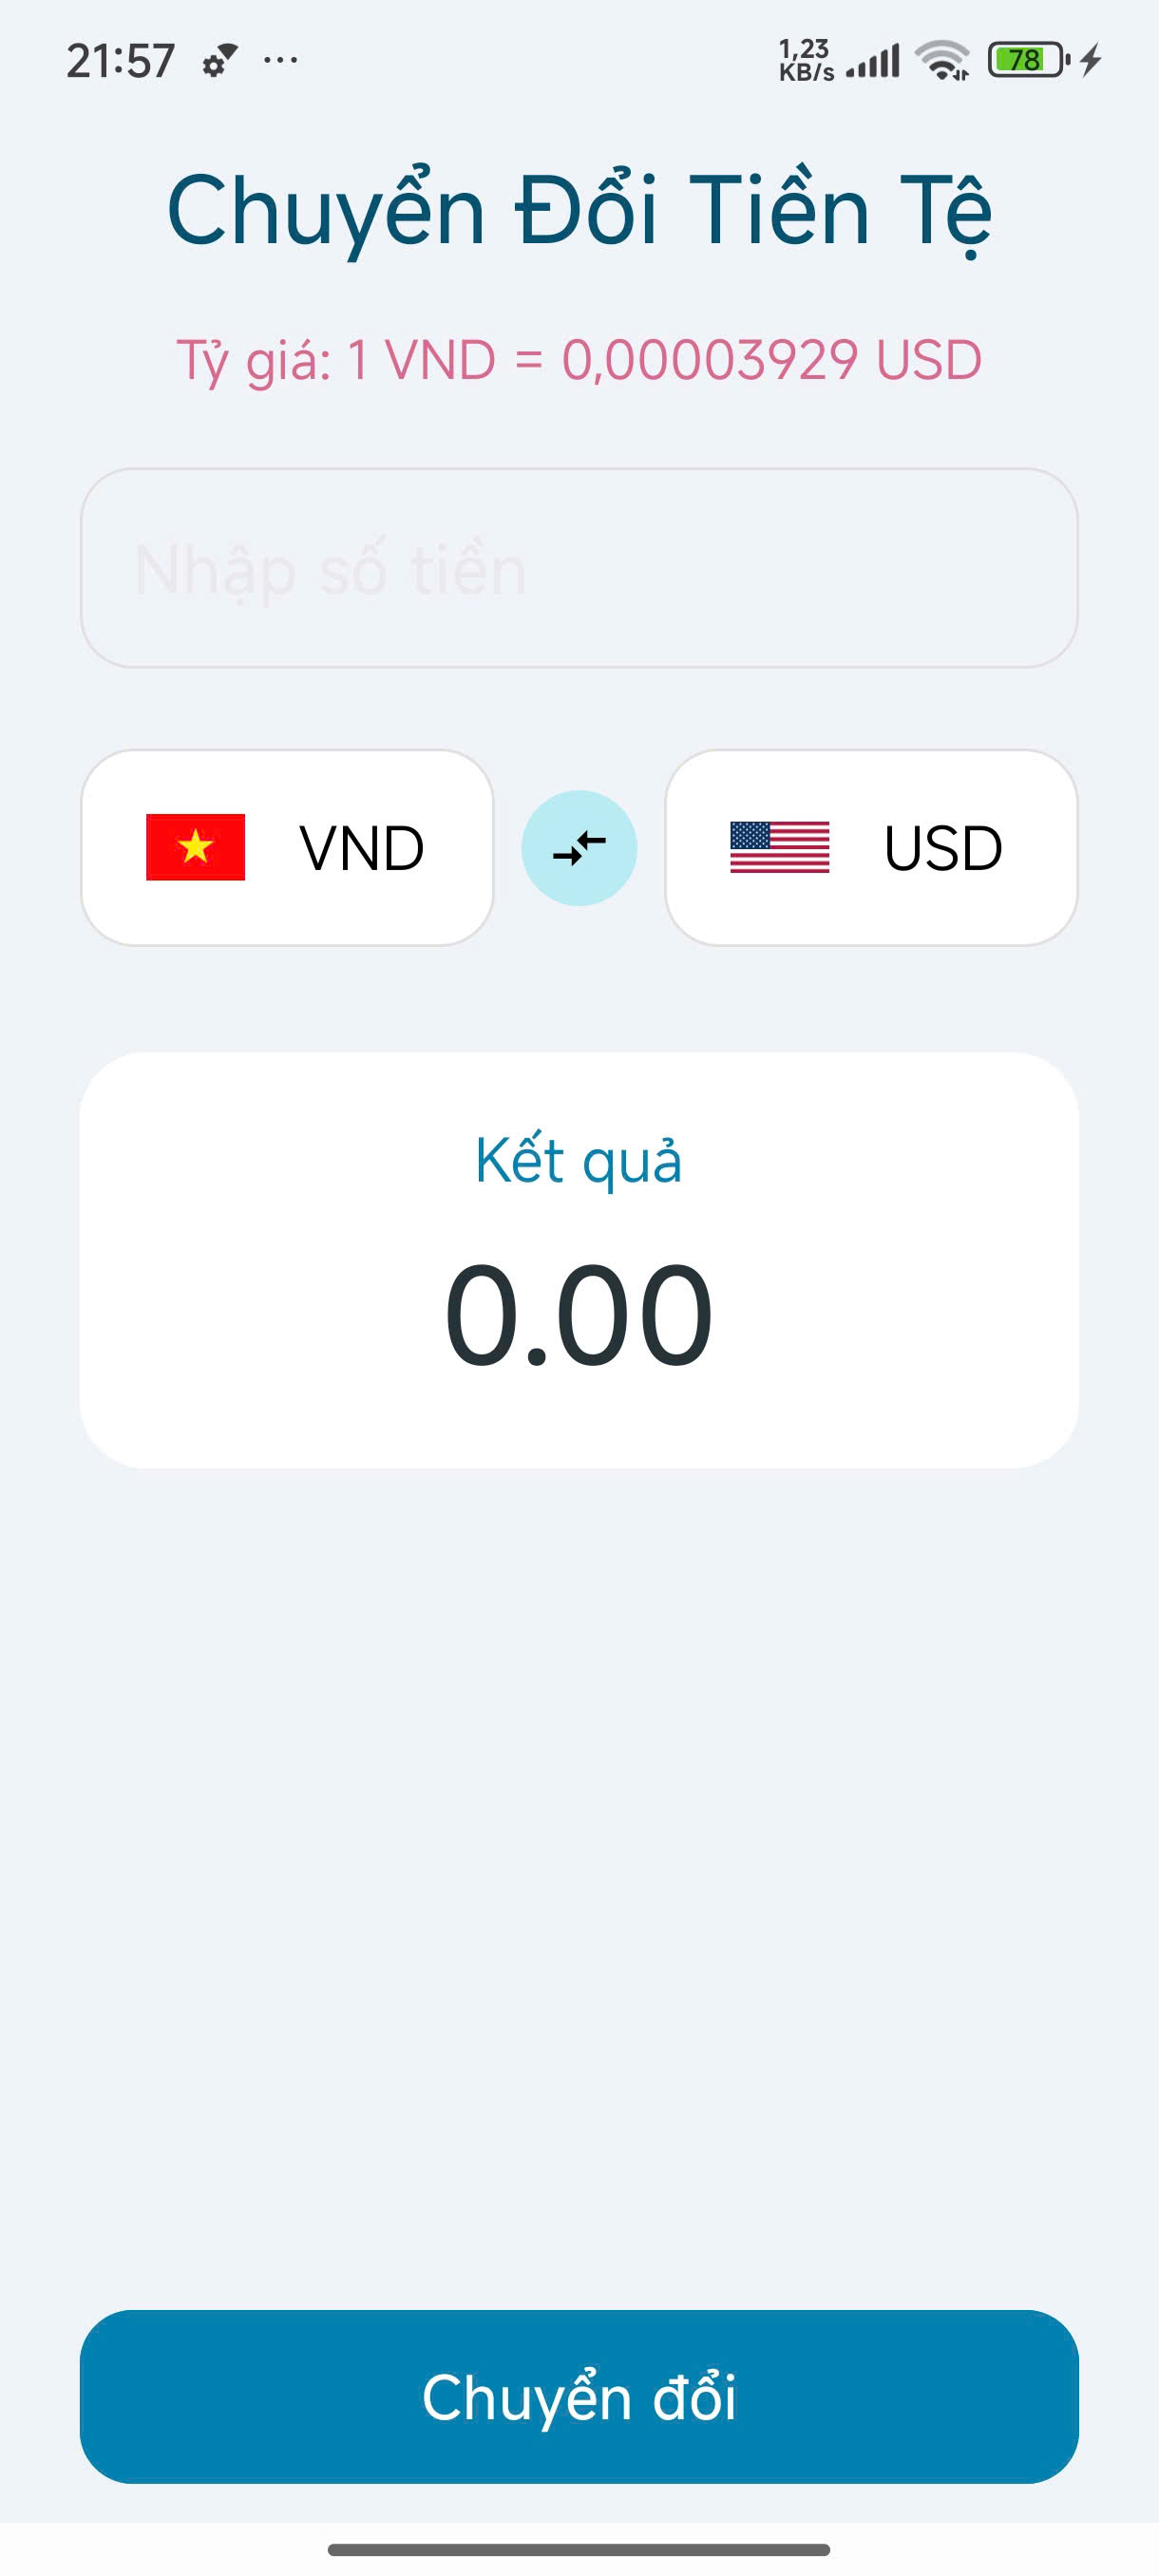 21:57 ... 1,23 KB/s 78
Chuyển Đổi Tiền Tệ
Tỷ giá: 1 VND = 0,00003929 USD
Nhập số tiền
VND USD
Kết quả
0.00
Chuyển đổi